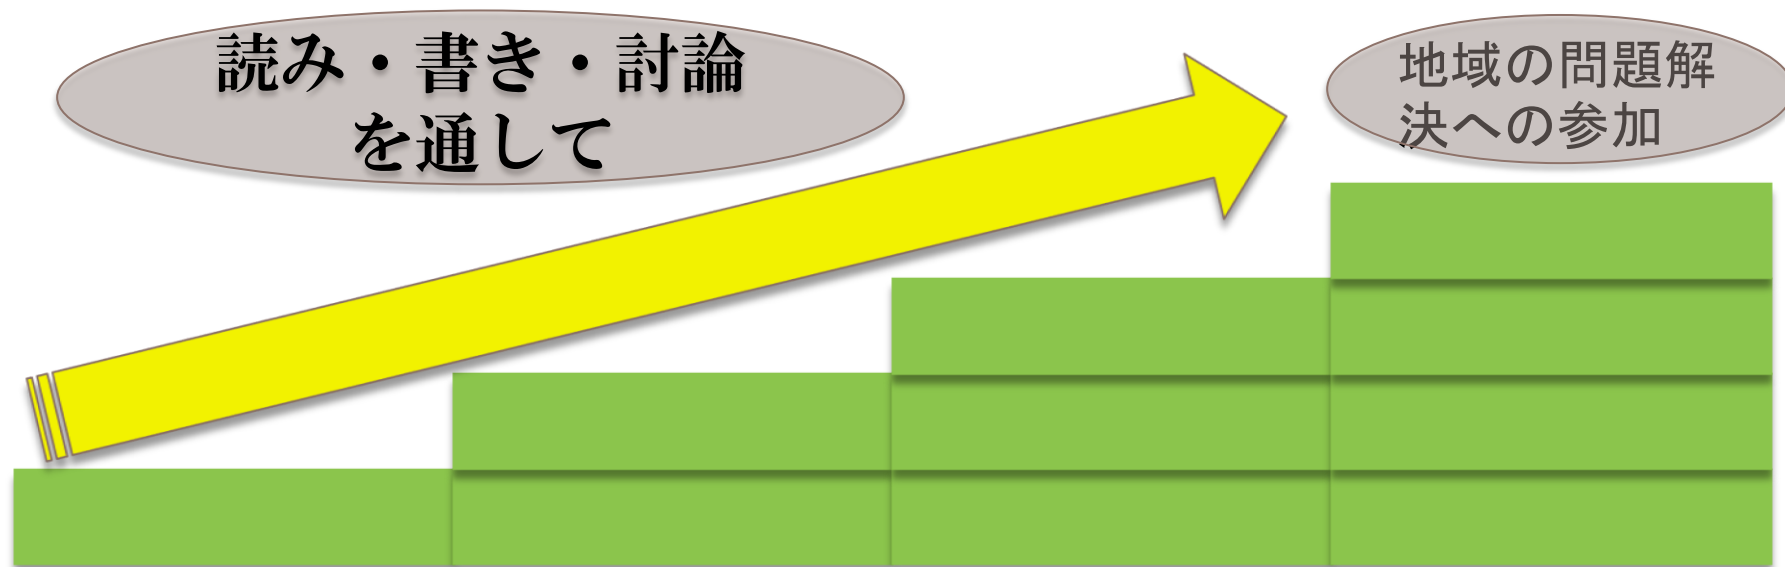 読み・書き・討論
を通して
地域の問題解
決への参加